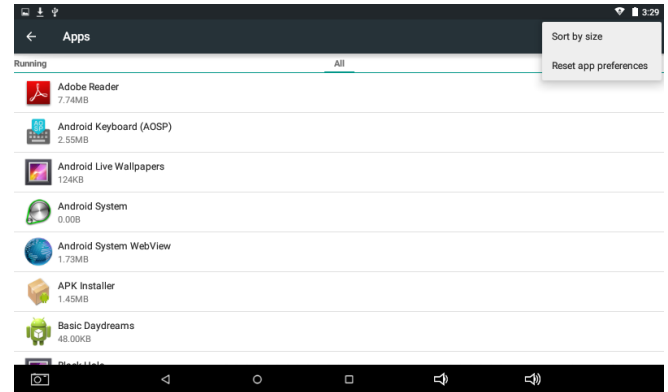 3:29
Apps
Sort by size
Reset app preferences
Running
All
Adobe Reader
7.74MB
Android Keyboard (AOSP)
2.55MB
Android Live Wallpapers
124KB
Android System
0.00B
Android System WebView
1.73MB
APK Installer
1.45MB
Basic Daydreams
48.00KB
Black Hole